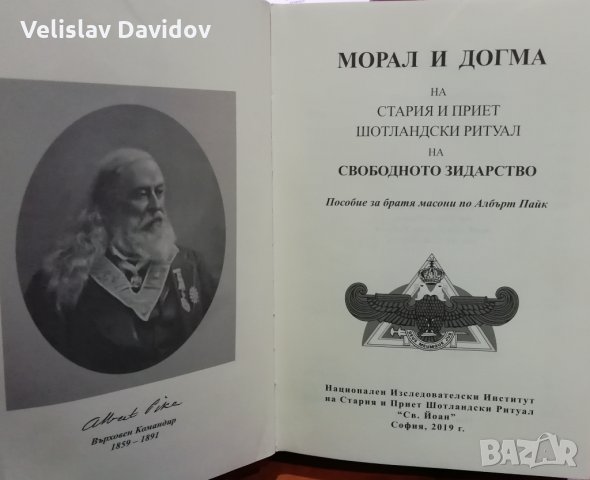 Velislav Davidov
Albert Pike
Върховен Командир
1859 – 1891
МОРАЛ И ДОГМА
НА
СТАРИЯ И ПРИЕТ
ШОТЛАНДСКИ РИТУАЛ
НА
СВОБОДНОТО ЗИДАРСТВО
Пособие за братя масони по Албърт Пайк
Национален Изследователски Институт
на Стария и Приет Шотландски Ритуал
“Св. Йоан”
София, 2019 г.
BAZAR